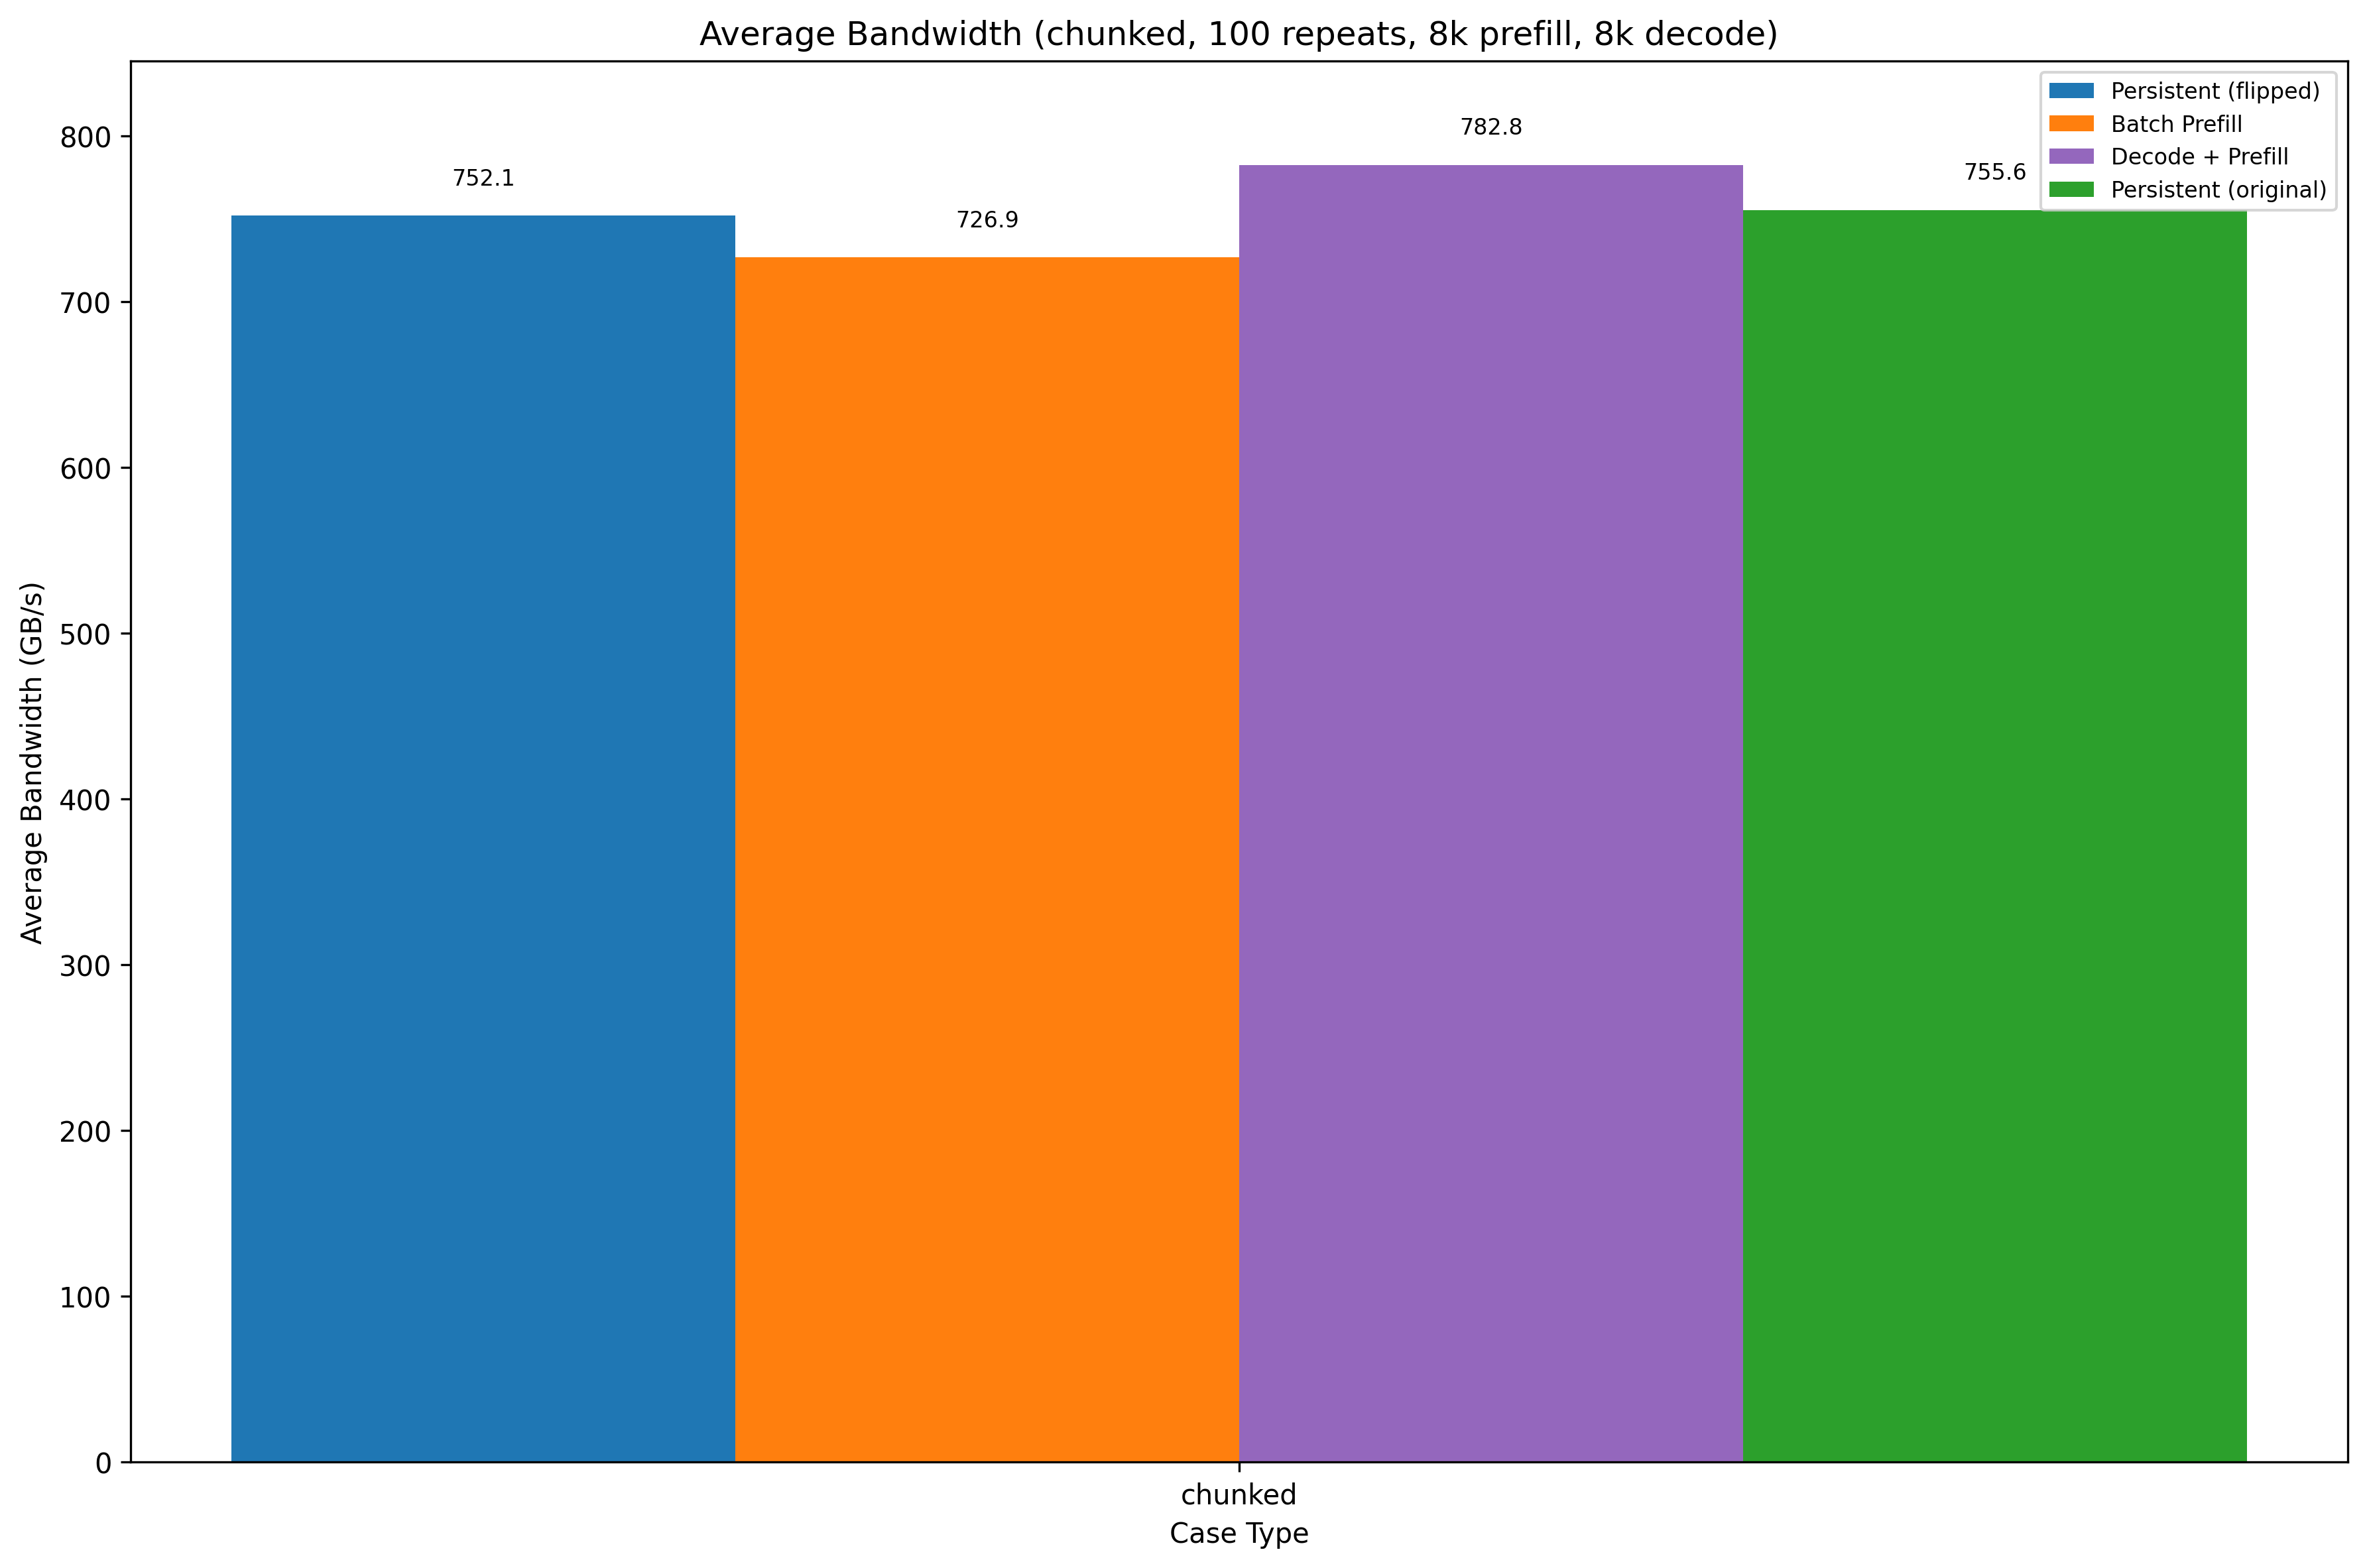 Average Bandwidth (chunked, 100 repeats, 8k prefill, 8k decode)
Persistent (flipped)
Batch Prefill
Decode + Prefill
Persistent (original)
752.1
726.9
782.8
755.6
Average Bandwidth (GB/s)
800
700
600
500
400
300
200
100
0
chunked
Case Type